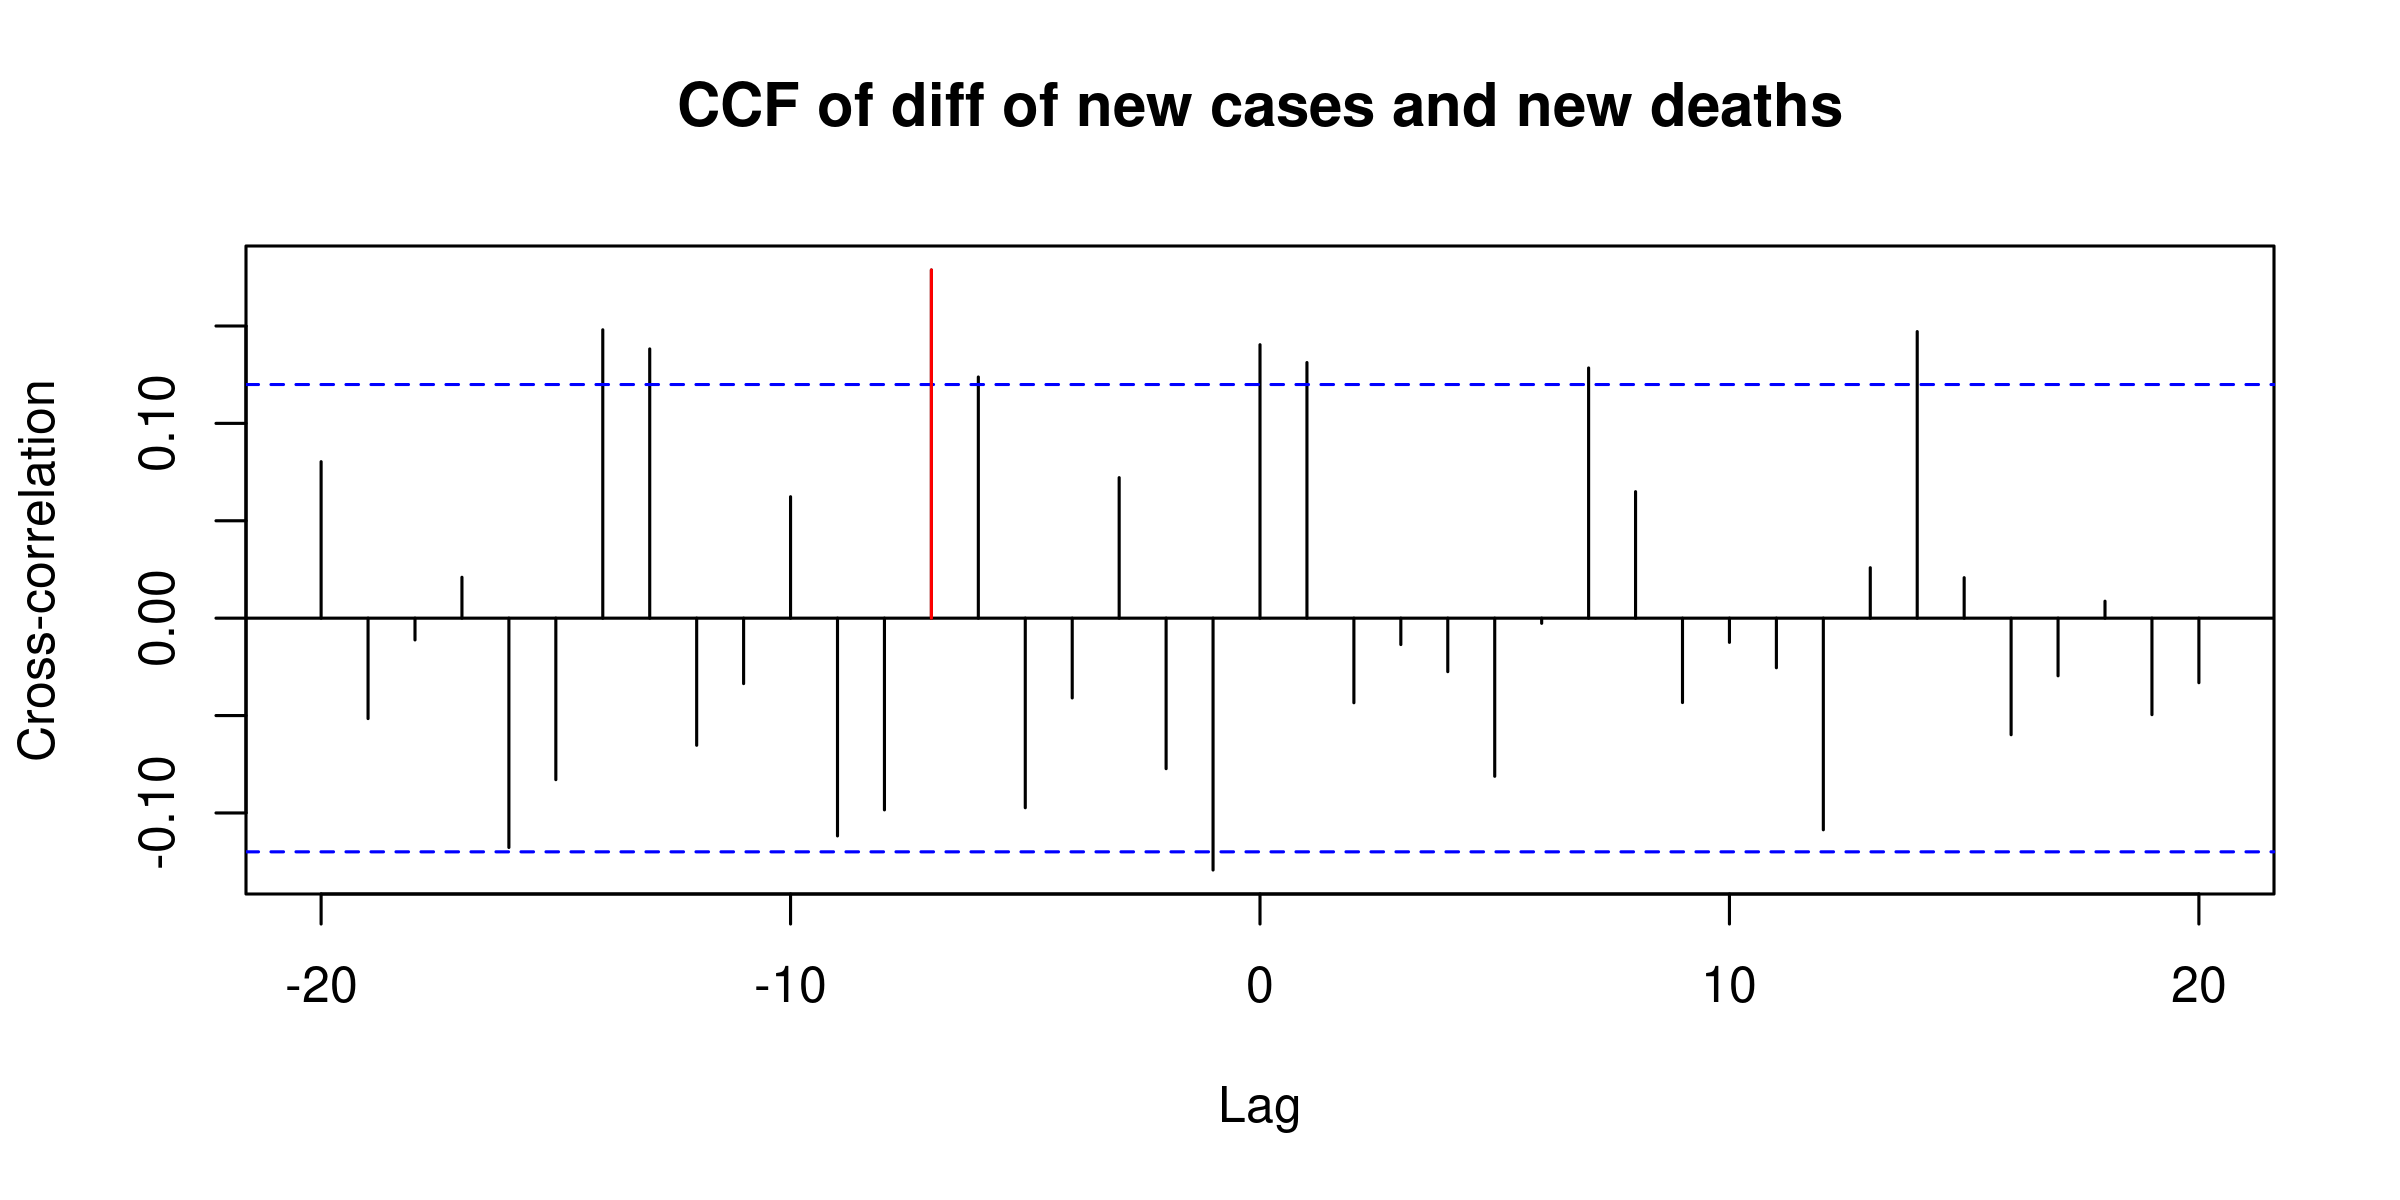 CCF of diff of new cases and new deaths
Cross-correlation
0.10
0.00
-0.10
-20 -10 0 10 20
Lag